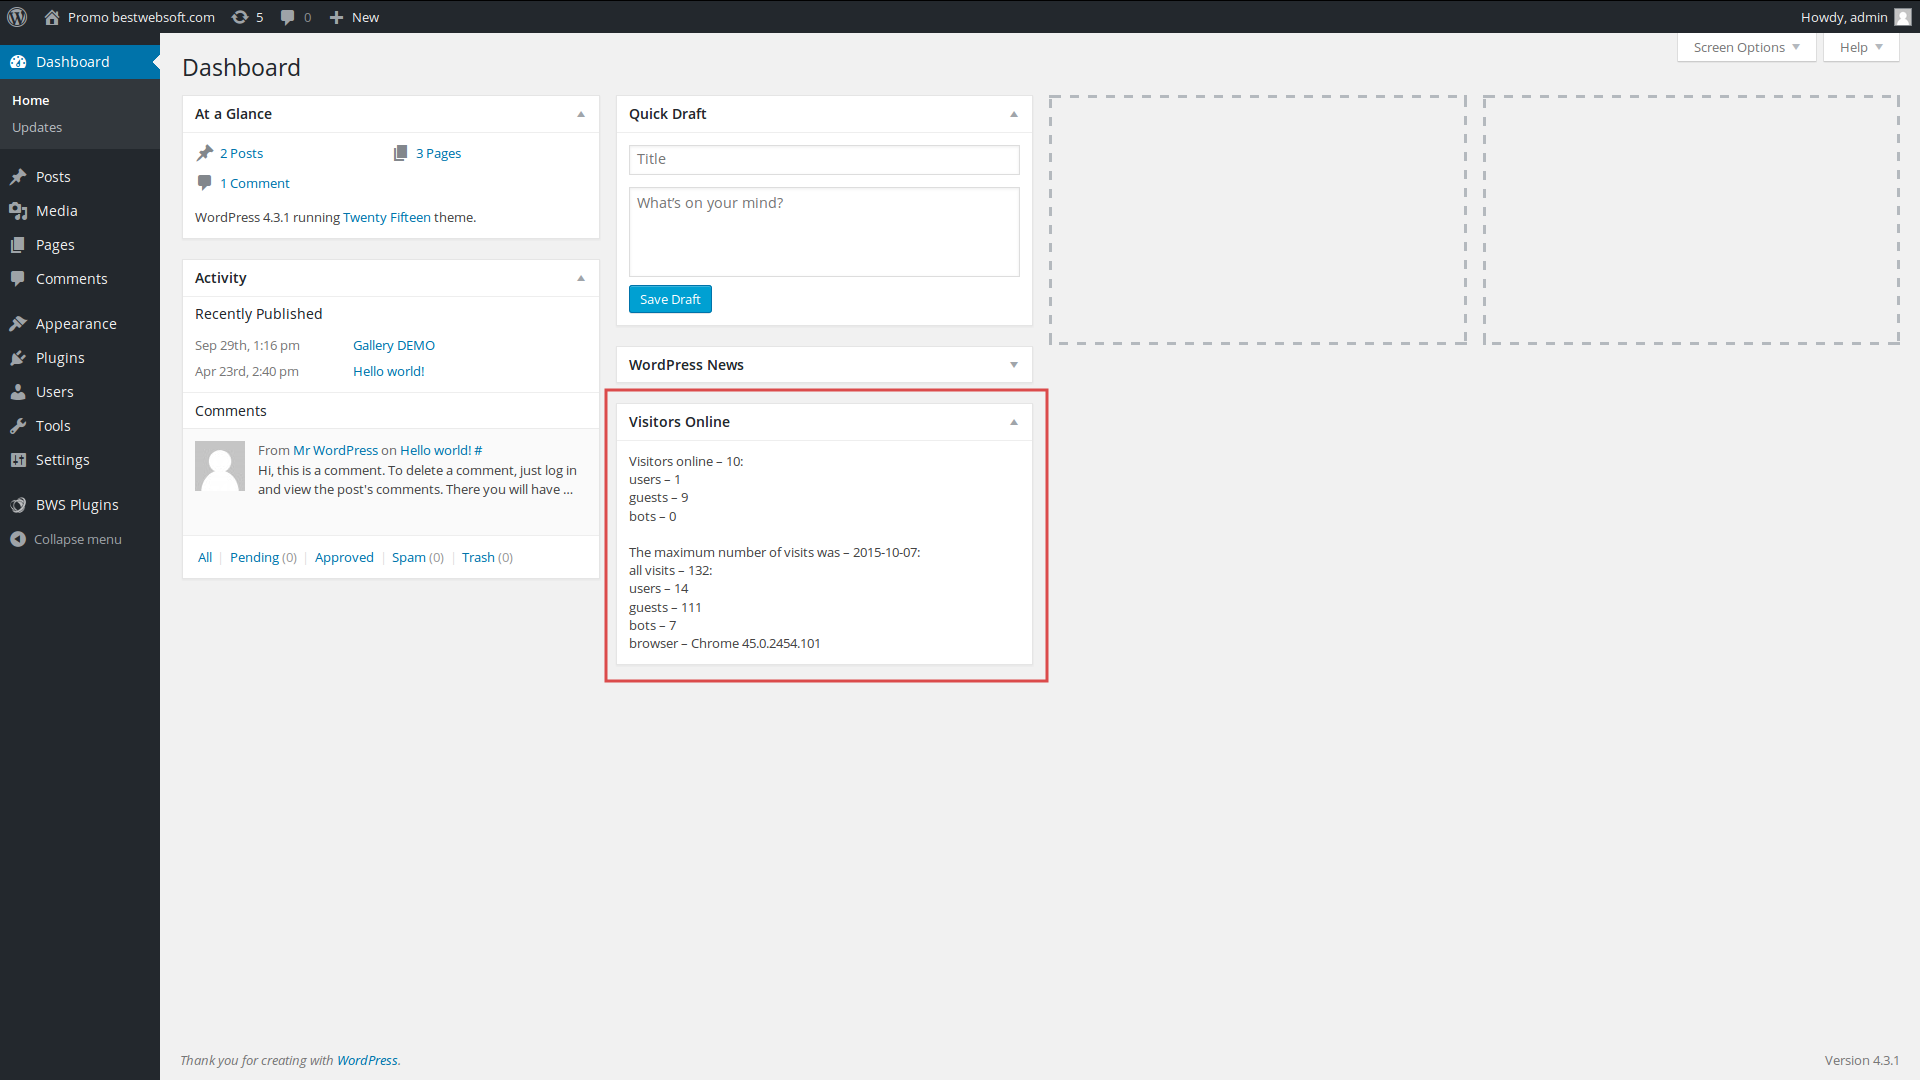 Promo bestwebsoft.com 5 0 New Howdy, admin
Screen Options Help
Dashboard
Home
Updates
Posts
Media
Pages
Comments
Appearance
Plugins
Users
Tools
Settings
BWS Plugins
Collapse menu
Dashboard
At a Glance
2 Posts 3 Pages
1 Comment
WordPress 4.3.1 running Twenty Fifteen theme.
Activity
Recently Published
Sep 29th, 1:16 pm Gallery DEMO
Apr 23rd, 2:40 pm Hello world!
Comments
From Mr WordPress on Hello world! #
Hi, this is a comment. To delete a comment, just log in
and view the post's comments. There you will have ...
All | Pending (0) | Approved | Spam (0) | Trash (0)
Quick Draft
Title
What's on your mind?
Save Draft
WordPress News
Visitors Online
Visitors online – 10:
users – 1
guests – 9
bots – 0
The maximum number of visits was – 2015-10-07:
all visits – 132:
users – 14
guests – 111
bots – 7
browser – Chrome 45.0.2454.101
Thank you for creating with WordPress.
Version 4.3.1